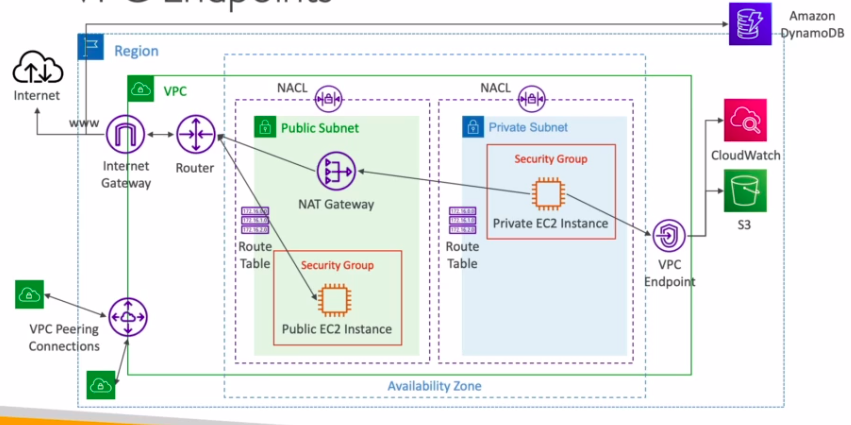 VPC Endpoints
Amazon
DynamoDB
Region
Internet
www
VPC
NACL
NACL
Public Subnet
Private Subnet
Internet
Gateway
Router
NAT Gateway
Security Group
Private EC2 Instance
CloudWatch
S3
Route
Table
Route
Table
VPC
Endpoint
Security Group
Public EC2 Instance
VPC Peering
Connections
Availability Zone